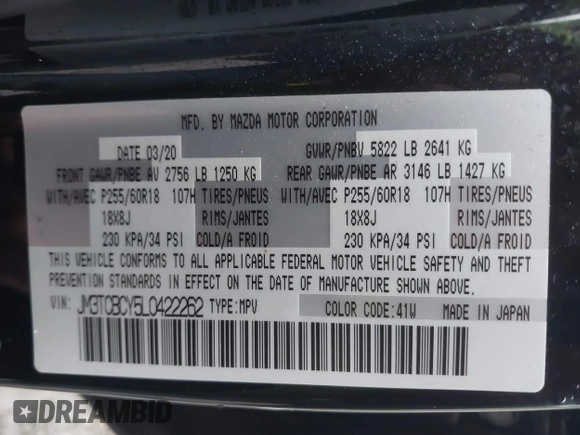 MFD. BY MAZDA MOTOR CORPORATION
DATE 03/20 GVWR/PNBV 5822 LB 2641 KG
FRONT GAWR/PNBE AV 2756 LB 1250 KG REAR GAWR/PNBE AR 3146 LB 1427 KG
WITH/AVEC P255/60R18 107H TIRES/PNEUS WITH/AVEC P255/60R18 107H TIRES/PNEUS
18X8J RIMS/JANTES 18X8J RIMS/JANTES
230 KPA/34 PSI COLD/A FROID 230 KPA/34 PSI COLD/A FROID
THIS VEHICLE CONFORMS TO ALL APPLICABLE FEDERAL MOTOR VEHICLE SAFETY AND THEFT
PREVENTION STANDARDS IN EFFECT ON THE DATE OF MANUFACTURE SHOWN ABOVE.
VIN: JM3TCBCY5L0422262 TYPE:MPV COLOR CODE:41W MADE IN JAPAN
DREAMBID